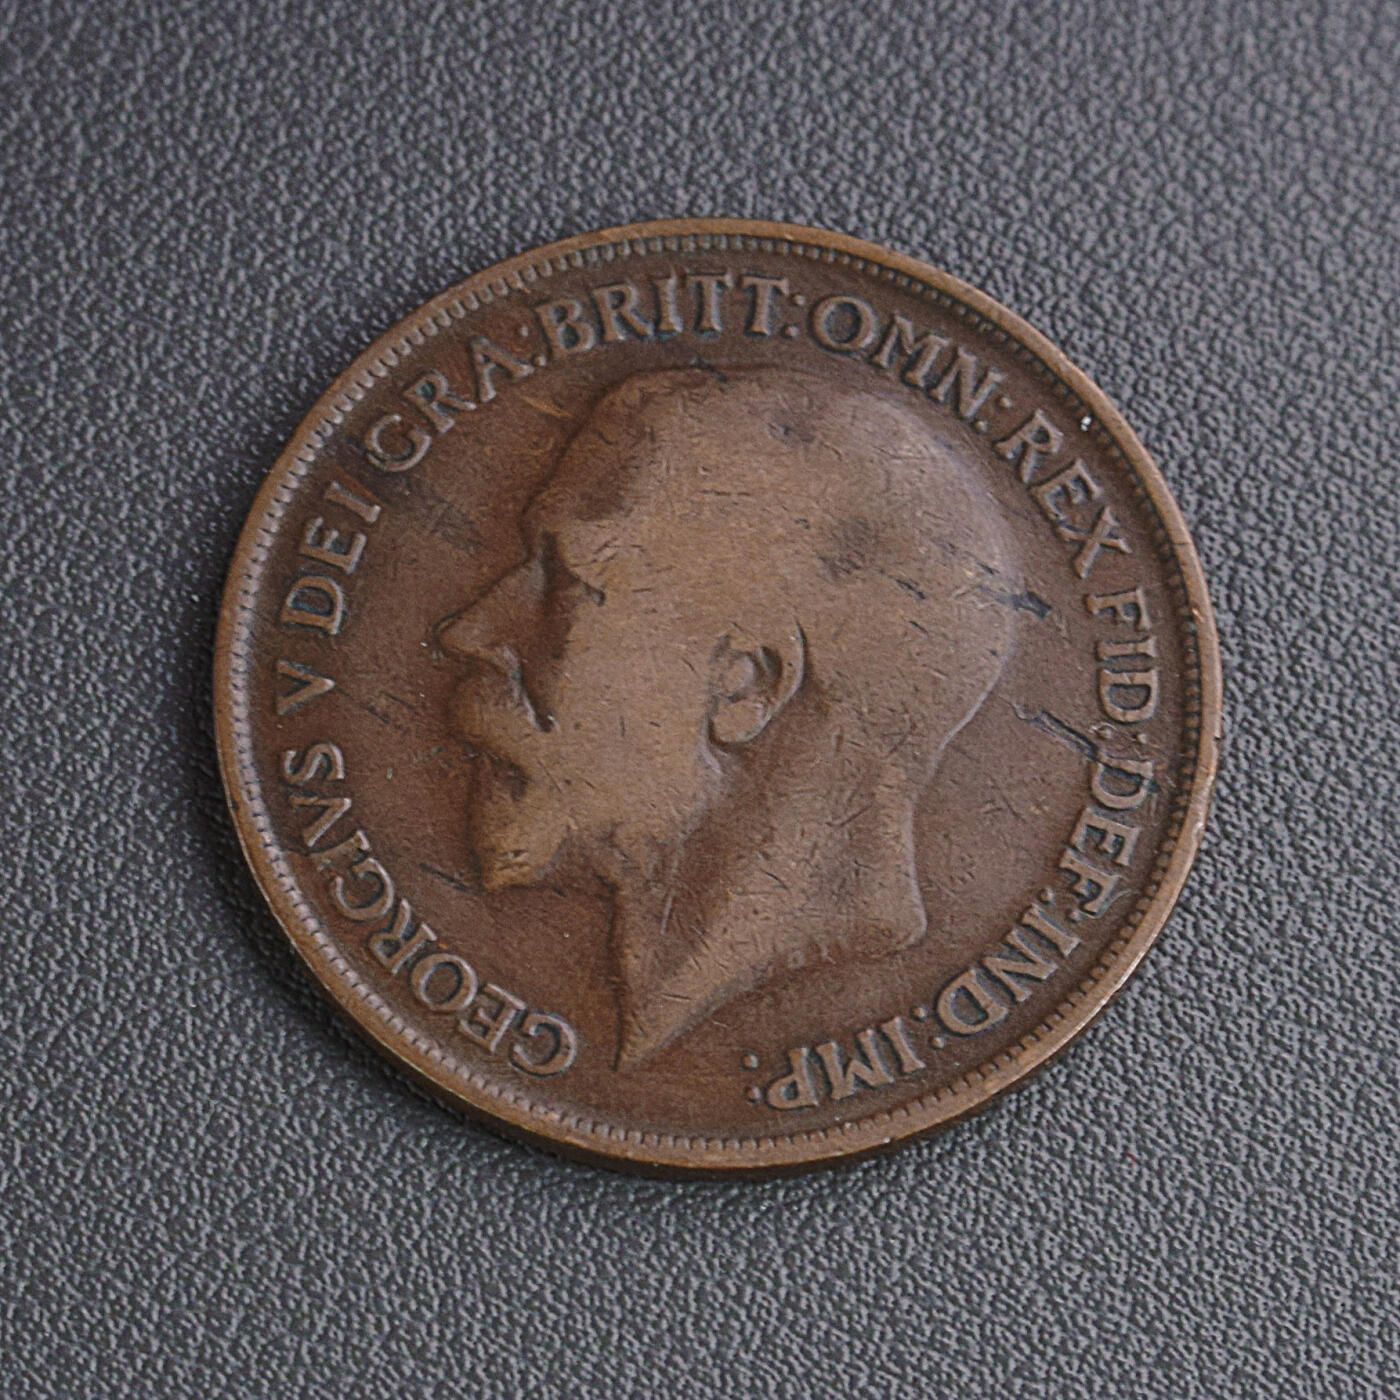 GEORGIVS V DEI GRA:BRITT:OMN:REX FID:DEF:IND:IMP: